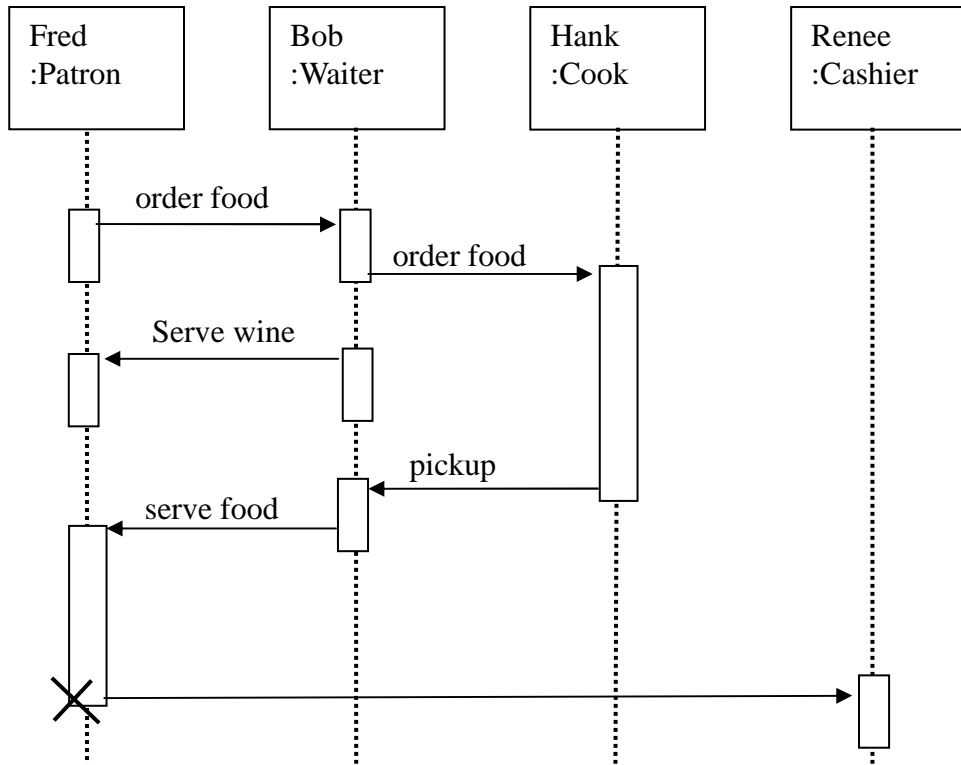 Fred
:Patron
Bob
:Waiter
Hank
:Cook
Renee
:Cashier
order food
order food
Serve wine
pickup
serve food